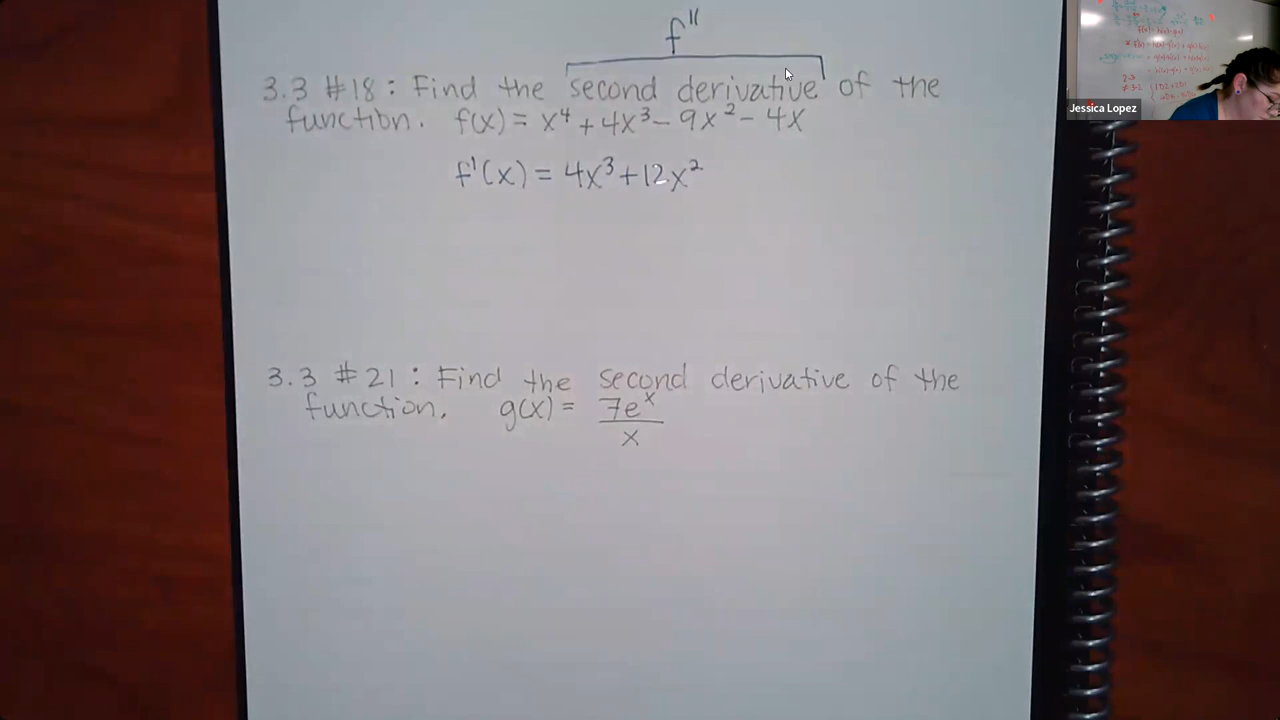 f"
3.3 #18: Find the second derivative of the
function. f(x) = x⁴ + 4x³ - 9x² - 4x
f'(x) = 4x³ + 12x²
3.3 #21: Find the second derivative of the
function. g(x) = 7eˣ
x
Jessica Lopez